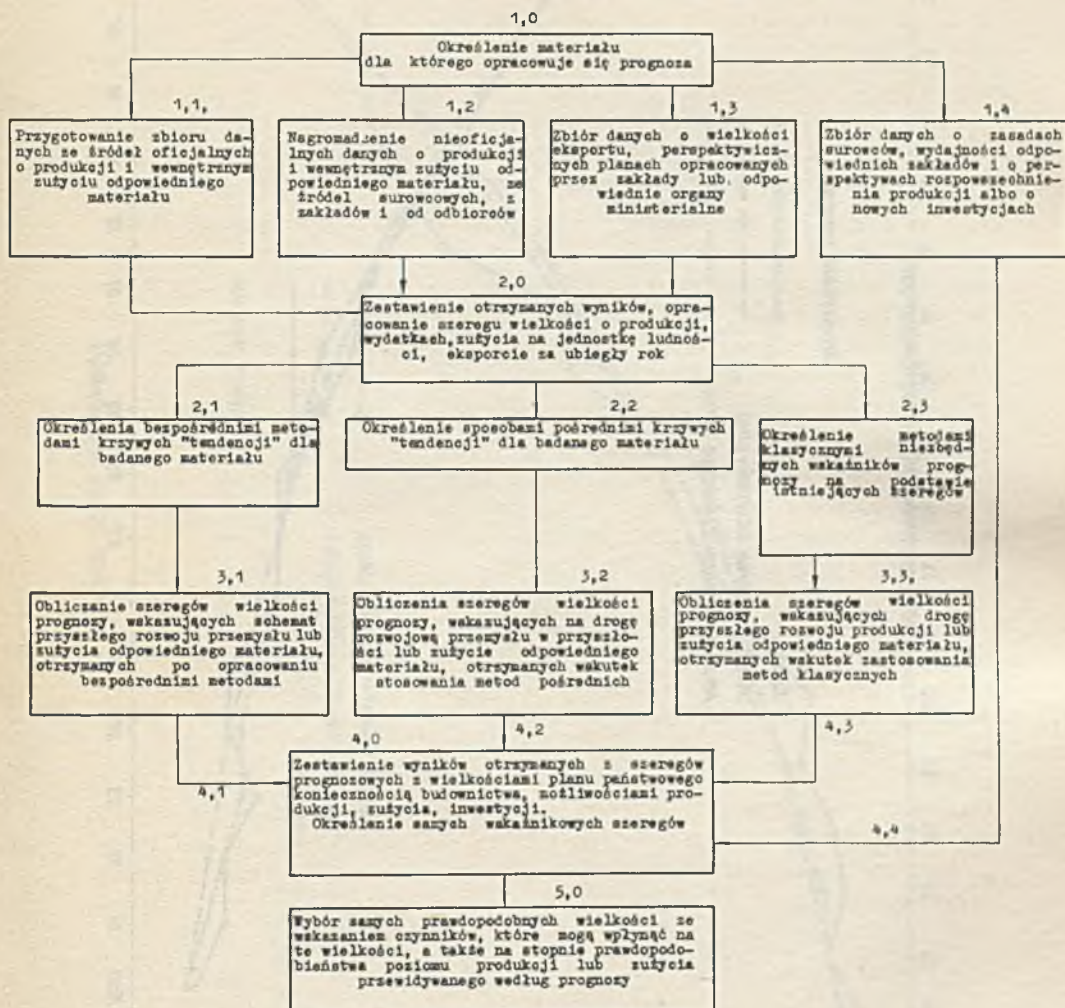 1,0
Określenie materiału
dla którego opracowuje się prognoza
1,1,
Przygotowanie zbioru da-
nych ze źródeł oficjalnych
o produkcji i wewnętrznym
zużyciu odpowiedniego
materiału
1,2
Nagromadzenie nieoficja-
lnych danych o produkcji
i wewnętrznym zużyciu od-
powiedniego materiału, ze
źródeł surowcowych, z
zakładów i od odbiorców
1,3
Zbiór danych o wielkości
eksportu, perspektywicz-
nych planach opracowanych
przez zakłady lub odpo-
wiednie organy
ministerialne
1,4
Zbiór danych o zasadach
surowców, wydajności odpo-
wiednich zakładów i o per-
spektywach rozpowszechnie-
nia produkcji albo o
nowych inwestycjach
2,0
Zestawienie otrzymanych wyników, opra-
cowanie szeregu wielkości o produkcji,
wydatkach, zużycia na jednostkę ludnoś-
ci, eksporcie za ubiegły rok
2,1
Określenia bezpośrednimi meto-
dami krzywych "tendencji" dla
badanego materiału
2,2
Określenie sposobami pośrednimi krzywych
"tendencji" dla badanego materiału
2,3
Określenie metodami
klasycznymi niezbęd-
nych wskaźników prog-
nozy na podstawie
istniejących szeregów
3,1
Obliczanie szeregów wielkości
prognozy, wskazujących schemat
przyszłego rozwoju przemysłu lub
zużycia odpowiedniego materiału,
otrzymanych po opracowaniu
bezpośrednimi metodami
3,2
Obliczenia szeregów wielkości
prognozy, wskazujących na drogę
rozwojową przemysłu w przyszło-
ści lub zużycie odpowiedniego
materiału, otrzymanych wskutek
stosowania metod pośrednich
3,3,
Obliczenia szeregów wielkości
prognozy, wskazujących drogę
przyszłego rozwoju produkcji lub
zużycia odpowiedniego materiału,
otrzymanych wskutek zastosowania
metod klasycznych
4,1
4,0
4,2
4,3
4,4
Zestawienie wyników otrzymanych z szeregów
prognozowych z wielkościami planu państwowego
koniecznością budownictwa, możliwościami pro-
dukcji, zużycia, inwestycji.
Określenie samych wskaźnikowych szeregów
5,0
Wybór samych prawdopodobnych wielkości ze
wskazaniem czynników, które mogą wpłynąć na
te wielkości, a także na stopnie prawdopodo-
bieństwa poziomu produkcji lub zużycia
przewidywanego według prognozy